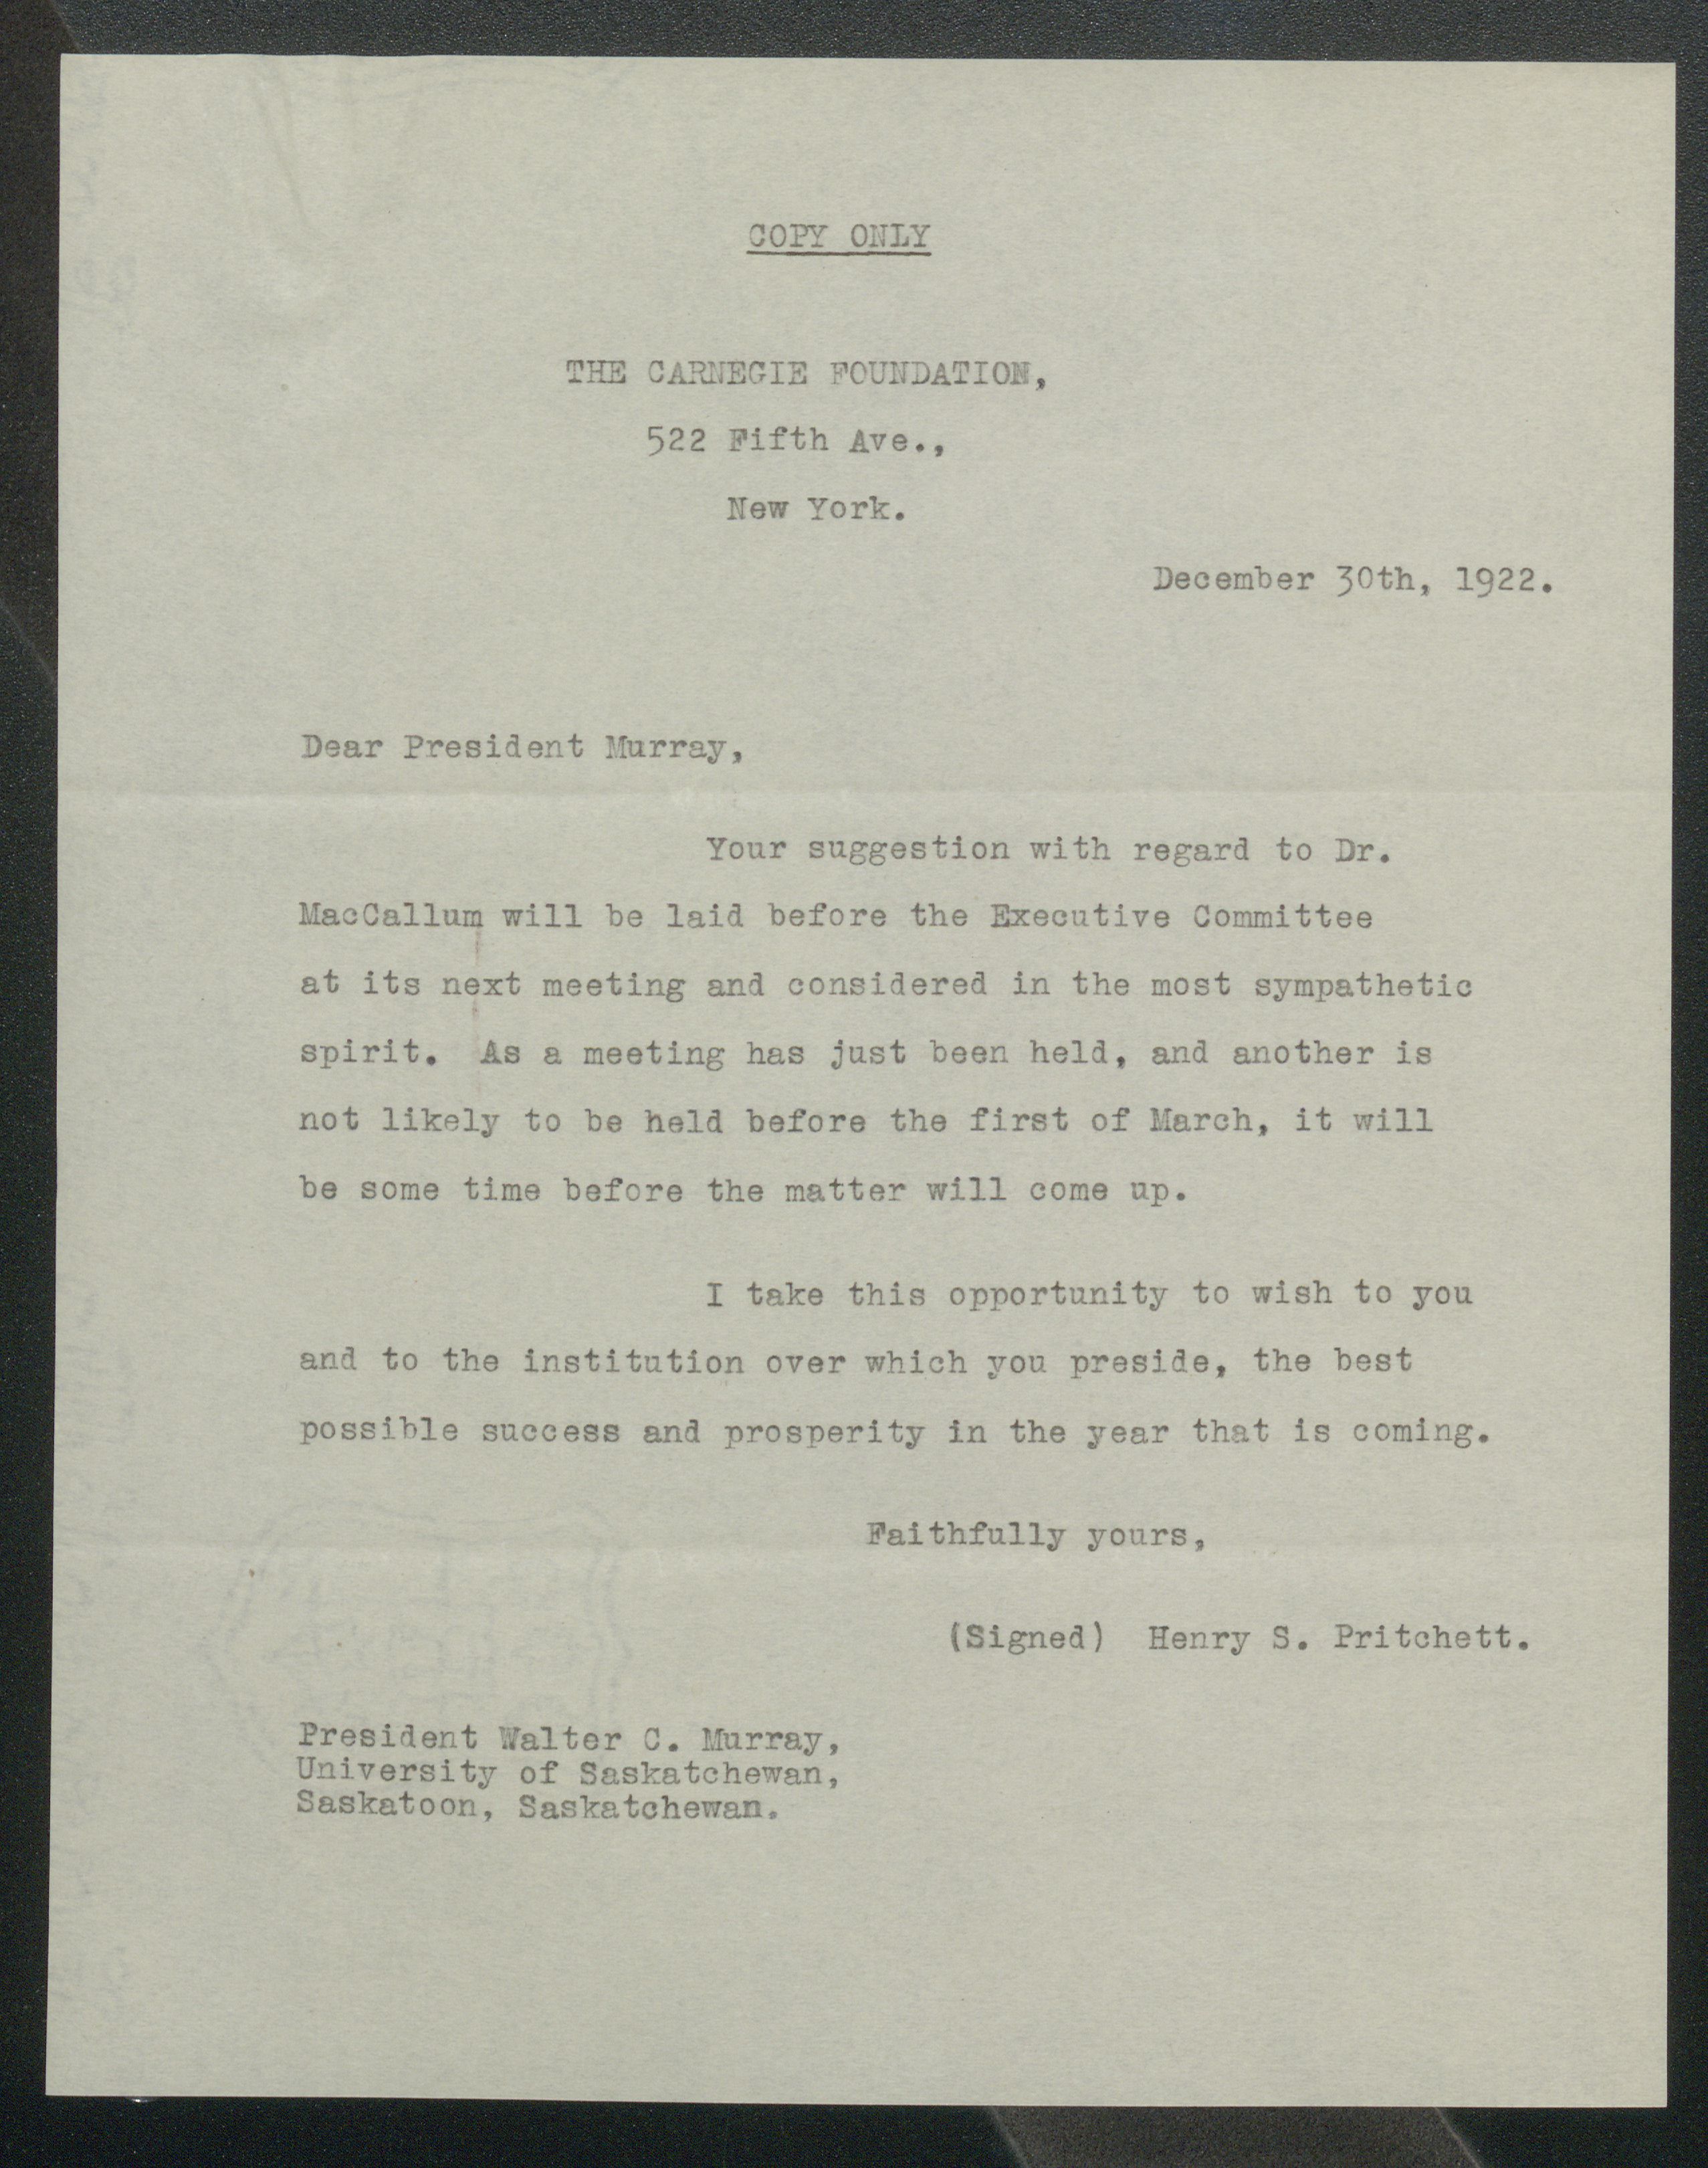 COPY ONLY
THE CARNEGIE FOUNDATION,
522 Fifth Ave.,
New York.
December 30th, 1922.
Dear President Murray,
Your suggestion with regard to Dr.
MacCallum will be laid before the Executive Committee
at its next meeting and considered in the most sympathetic
spirit. As a meeting has just been held, and another is
not likely to be held before the first of March, it will
be some time before the matter will come up.
I take this opportunity to wish to you
and to the institution over which you preside, the best
possible success and prosperity in the year that is coming.
Faithfully yours,
(Signed) Henry S. Pritchett.
President Walter C. Murray,
University of Saskatchewan,
Saskatoon, Saskatchewan.